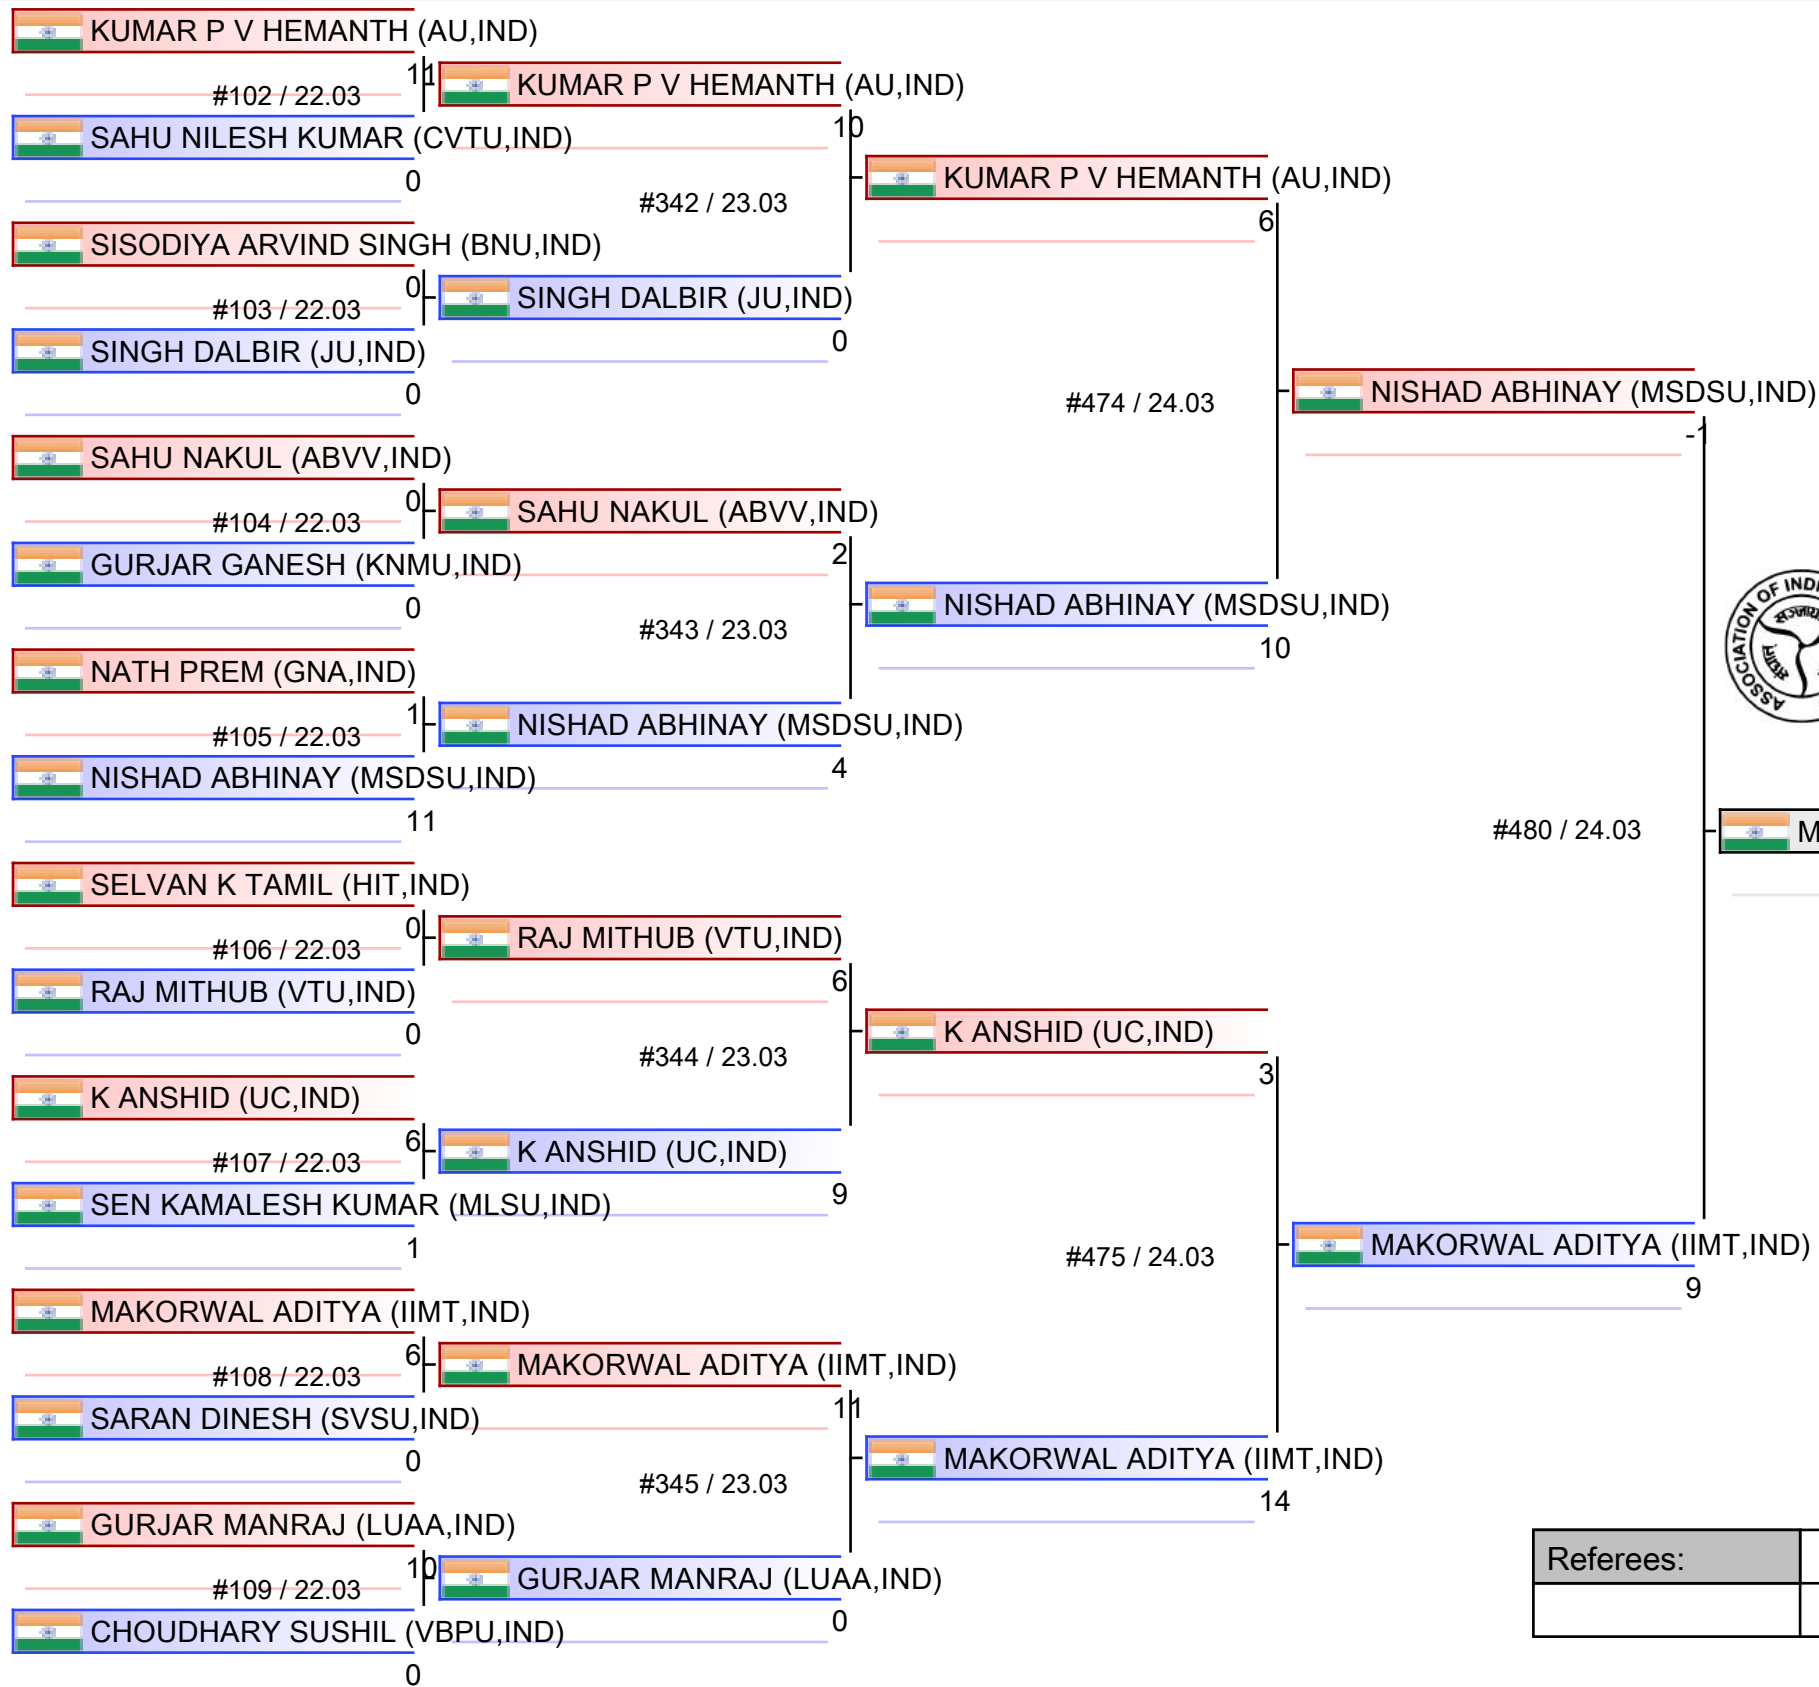 KUMAR P V HEMANTH (AU,IND)
11
#102 / 22.03
SAHU NILESH KUMAR (CVTU,IND)
0
SISODIYA ARVIND SINGH (BNU,IND)
0
#103 / 22.03
SINGH DALBIR (JU,IND)
0
SAHU NAKUL (ABVV,IND)
0
#104 / 22.03
GURJAR GANESH (KNMU,IND)
0
NATH PREM (GNA,IND)
1
#105 / 22.03
NISHAD ABHINAY (MSDSU,IND)
11
SELVAN K TAMIL (HIT,IND)
0
#106 / 22.03
RAJ MITHUB (VTU,IND)
0
K ANSHID (UC,IND)
6
#107 / 22.03
SEN KAMALESH KUMAR (MLSU,IND)
1
MAKORWAL ADITYA (IIMT,IND)
6
#108 / 22.03
SARAN DINESH (SVSU,IND)
0
GURJAR MANRAJ (LUAA,IND)
10
#109 / 22.03
CHOUDHARY SUSHIL (VBPU,IND)
0
KUMAR P V HEMANTH (AU,IND)
10
#342 / 23.03
SINGH DALBIR (JU,IND)
0
SAHU NAKUL (ABVV,IND)
2
#343 / 23.03
NISHAD ABHINAY (MSDSU,IND)
4
RAJ MITHUB (VTU,IND)
6
#344 / 23.03
K ANSHID (UC,IND)
9
MAKORWAL ADITYA (IIMT,IND)
11
#345 / 23.03
GURJAR MANRAJ (LUAA,IND)
0
KUMAR P V HEMANTH (AU,IND)
6
#474 / 24.03
NISHAD ABHINAY (MSDSU,IND)
10
K ANSHID (UC,IND)
3
#475 / 24.03
MAKORWAL ADITYA (IIMT,IND)
14
NISHAD ABHINAY (MSDSU,IND)
-1
#480 / 24.03
MAKORWAL ADITYA (IIMT,IND)
9
ASSOCIATION OF INDI
M
Referees: